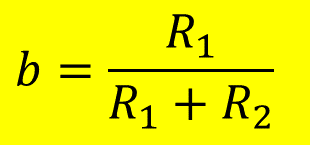 b = R₁ / (R₁ + R₂)